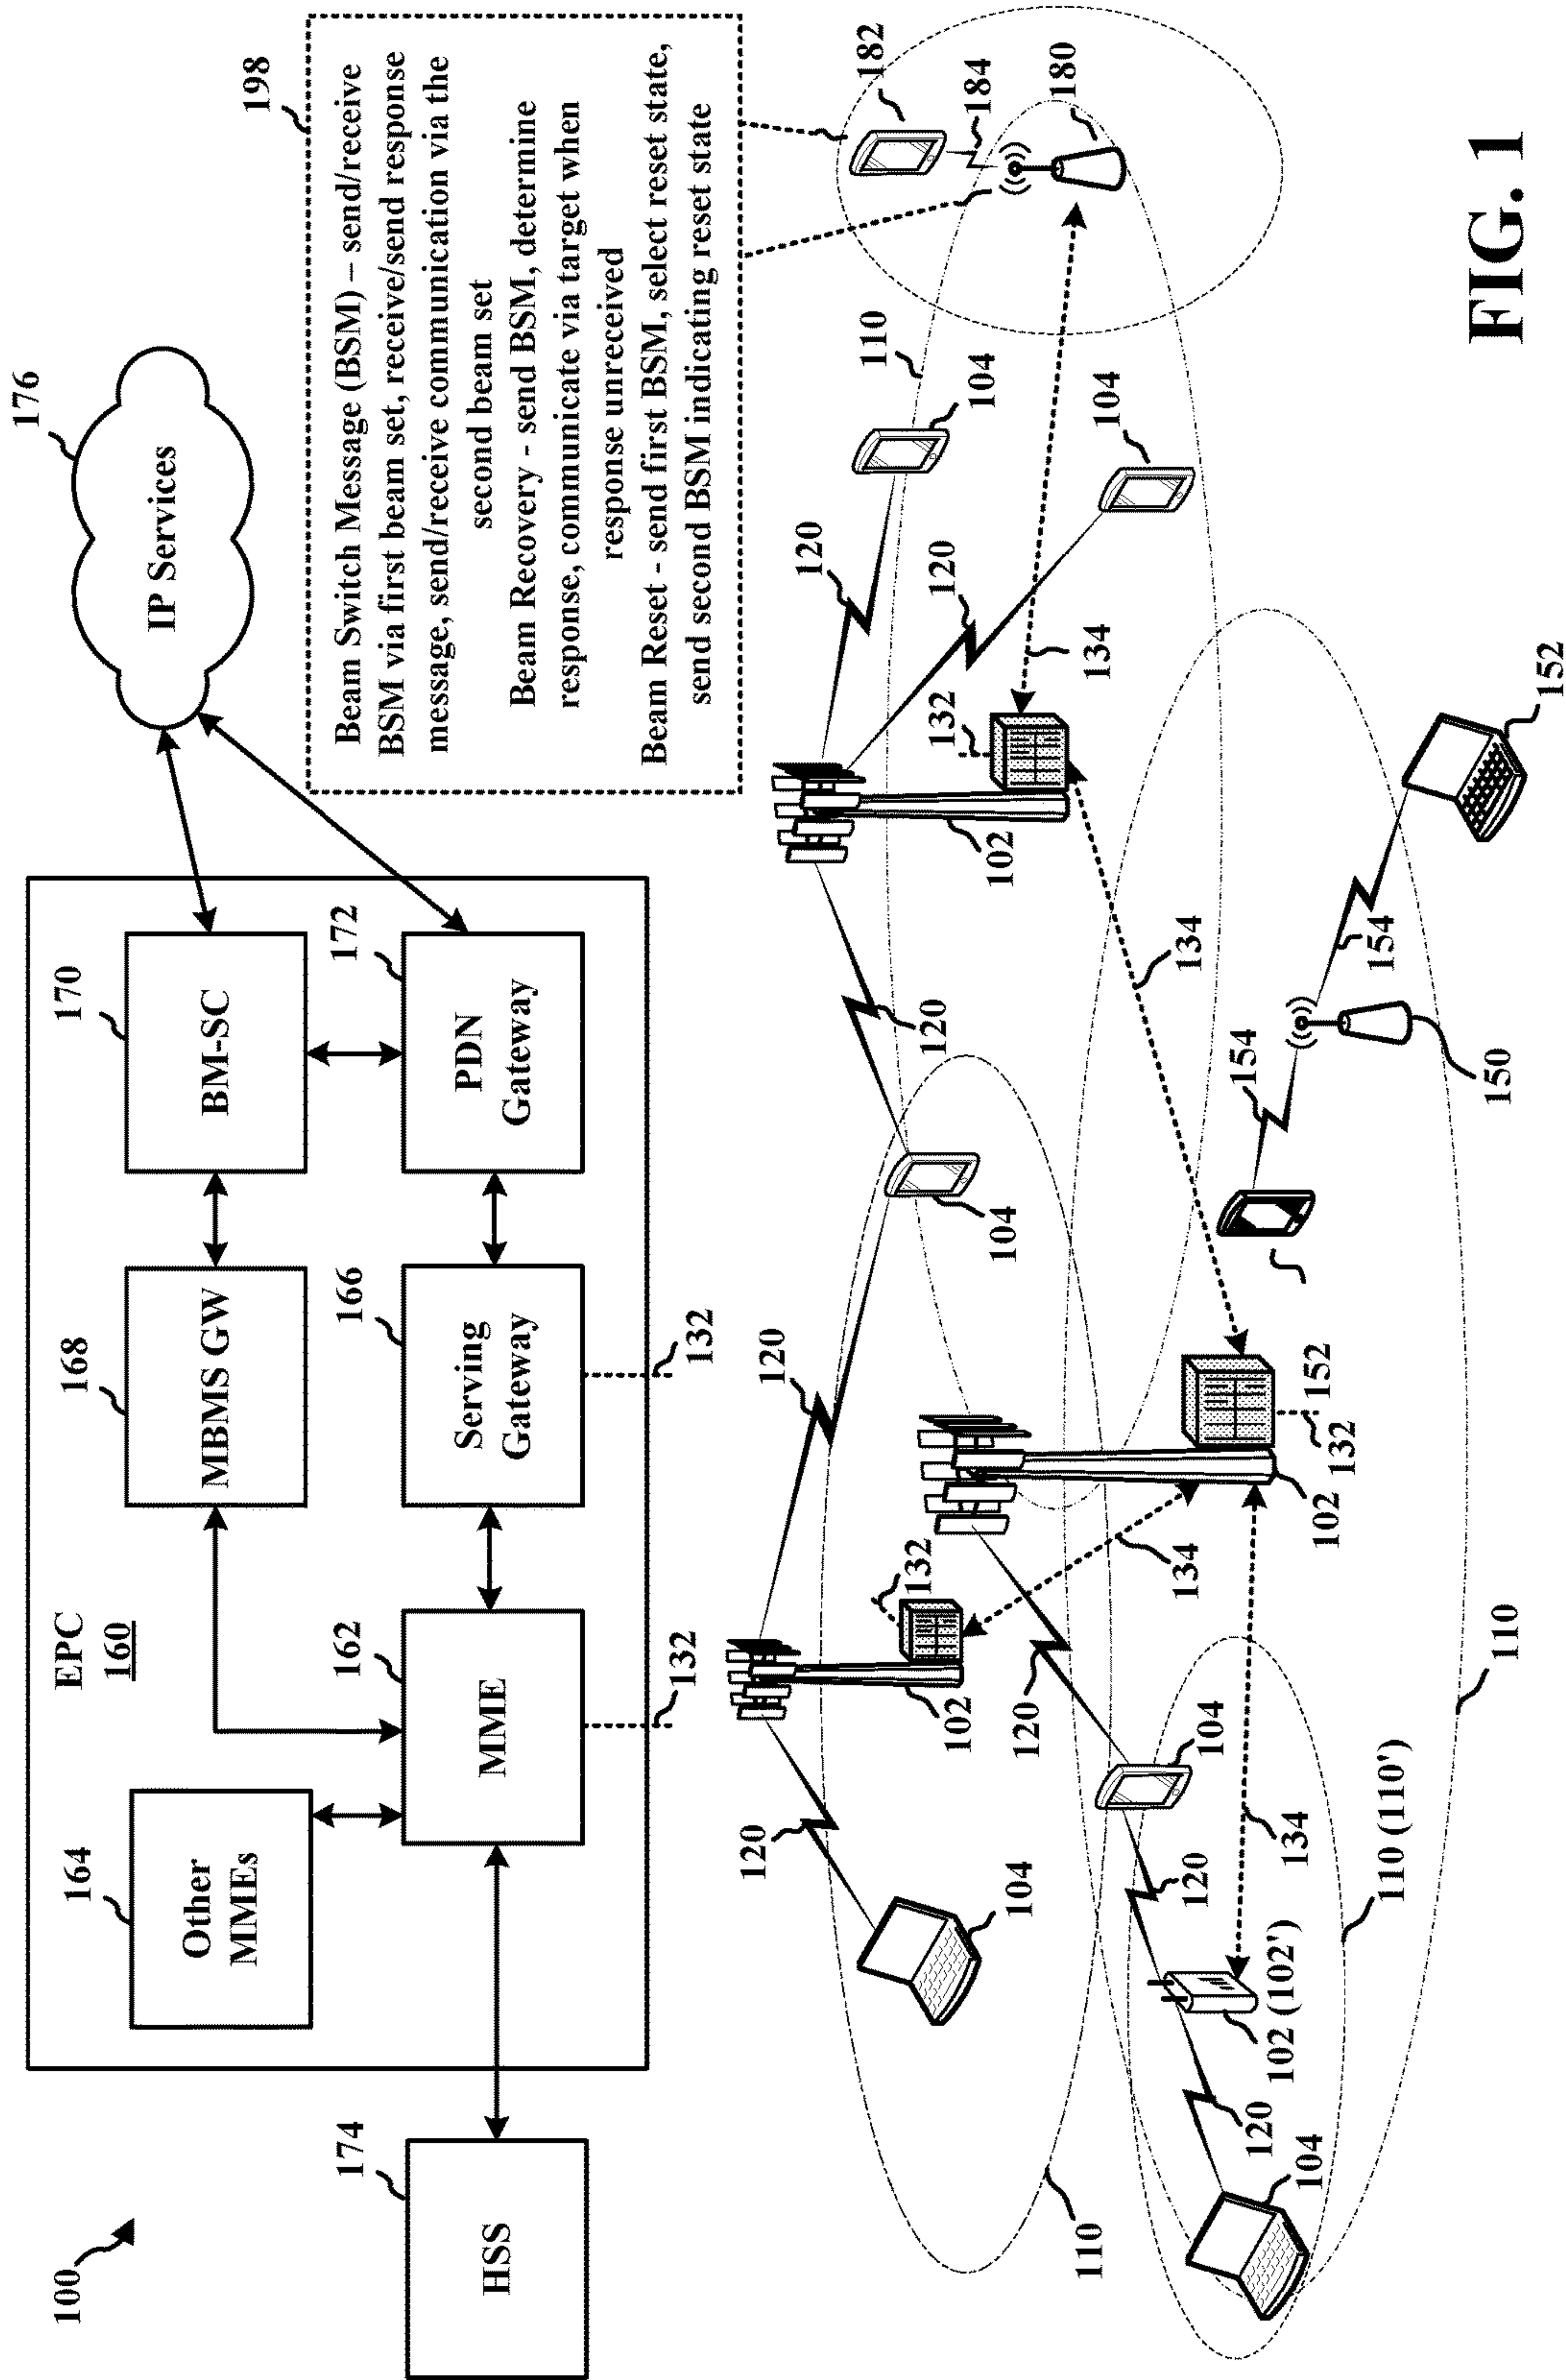 100
EPC
160
164
Other
MMEs
168
MBMS GW
170
BM-SC
176
IP Services
174
HSS
162
MME
166
Serving
Gateway
172
PDN
Gateway
132
132
198
Beam Switch Message (BSM) – send/receive
BSM via first beam set, receive/send response
message, send/receive communication via the
second beam set
Beam Recovery - send BSM, determine
response, communicate via target when
response unreceived
Beam Reset - send first BSM, select reset state,
send second BSM indicating reset state
120
120
120
120
120
110
182
184
180
104
104
104
104
132
102
132
102
134
134
134
120
120
120
104
102 (102')
104
134
110
110 (110')
110
102
132
152
154
154
150
152
FIG. 1